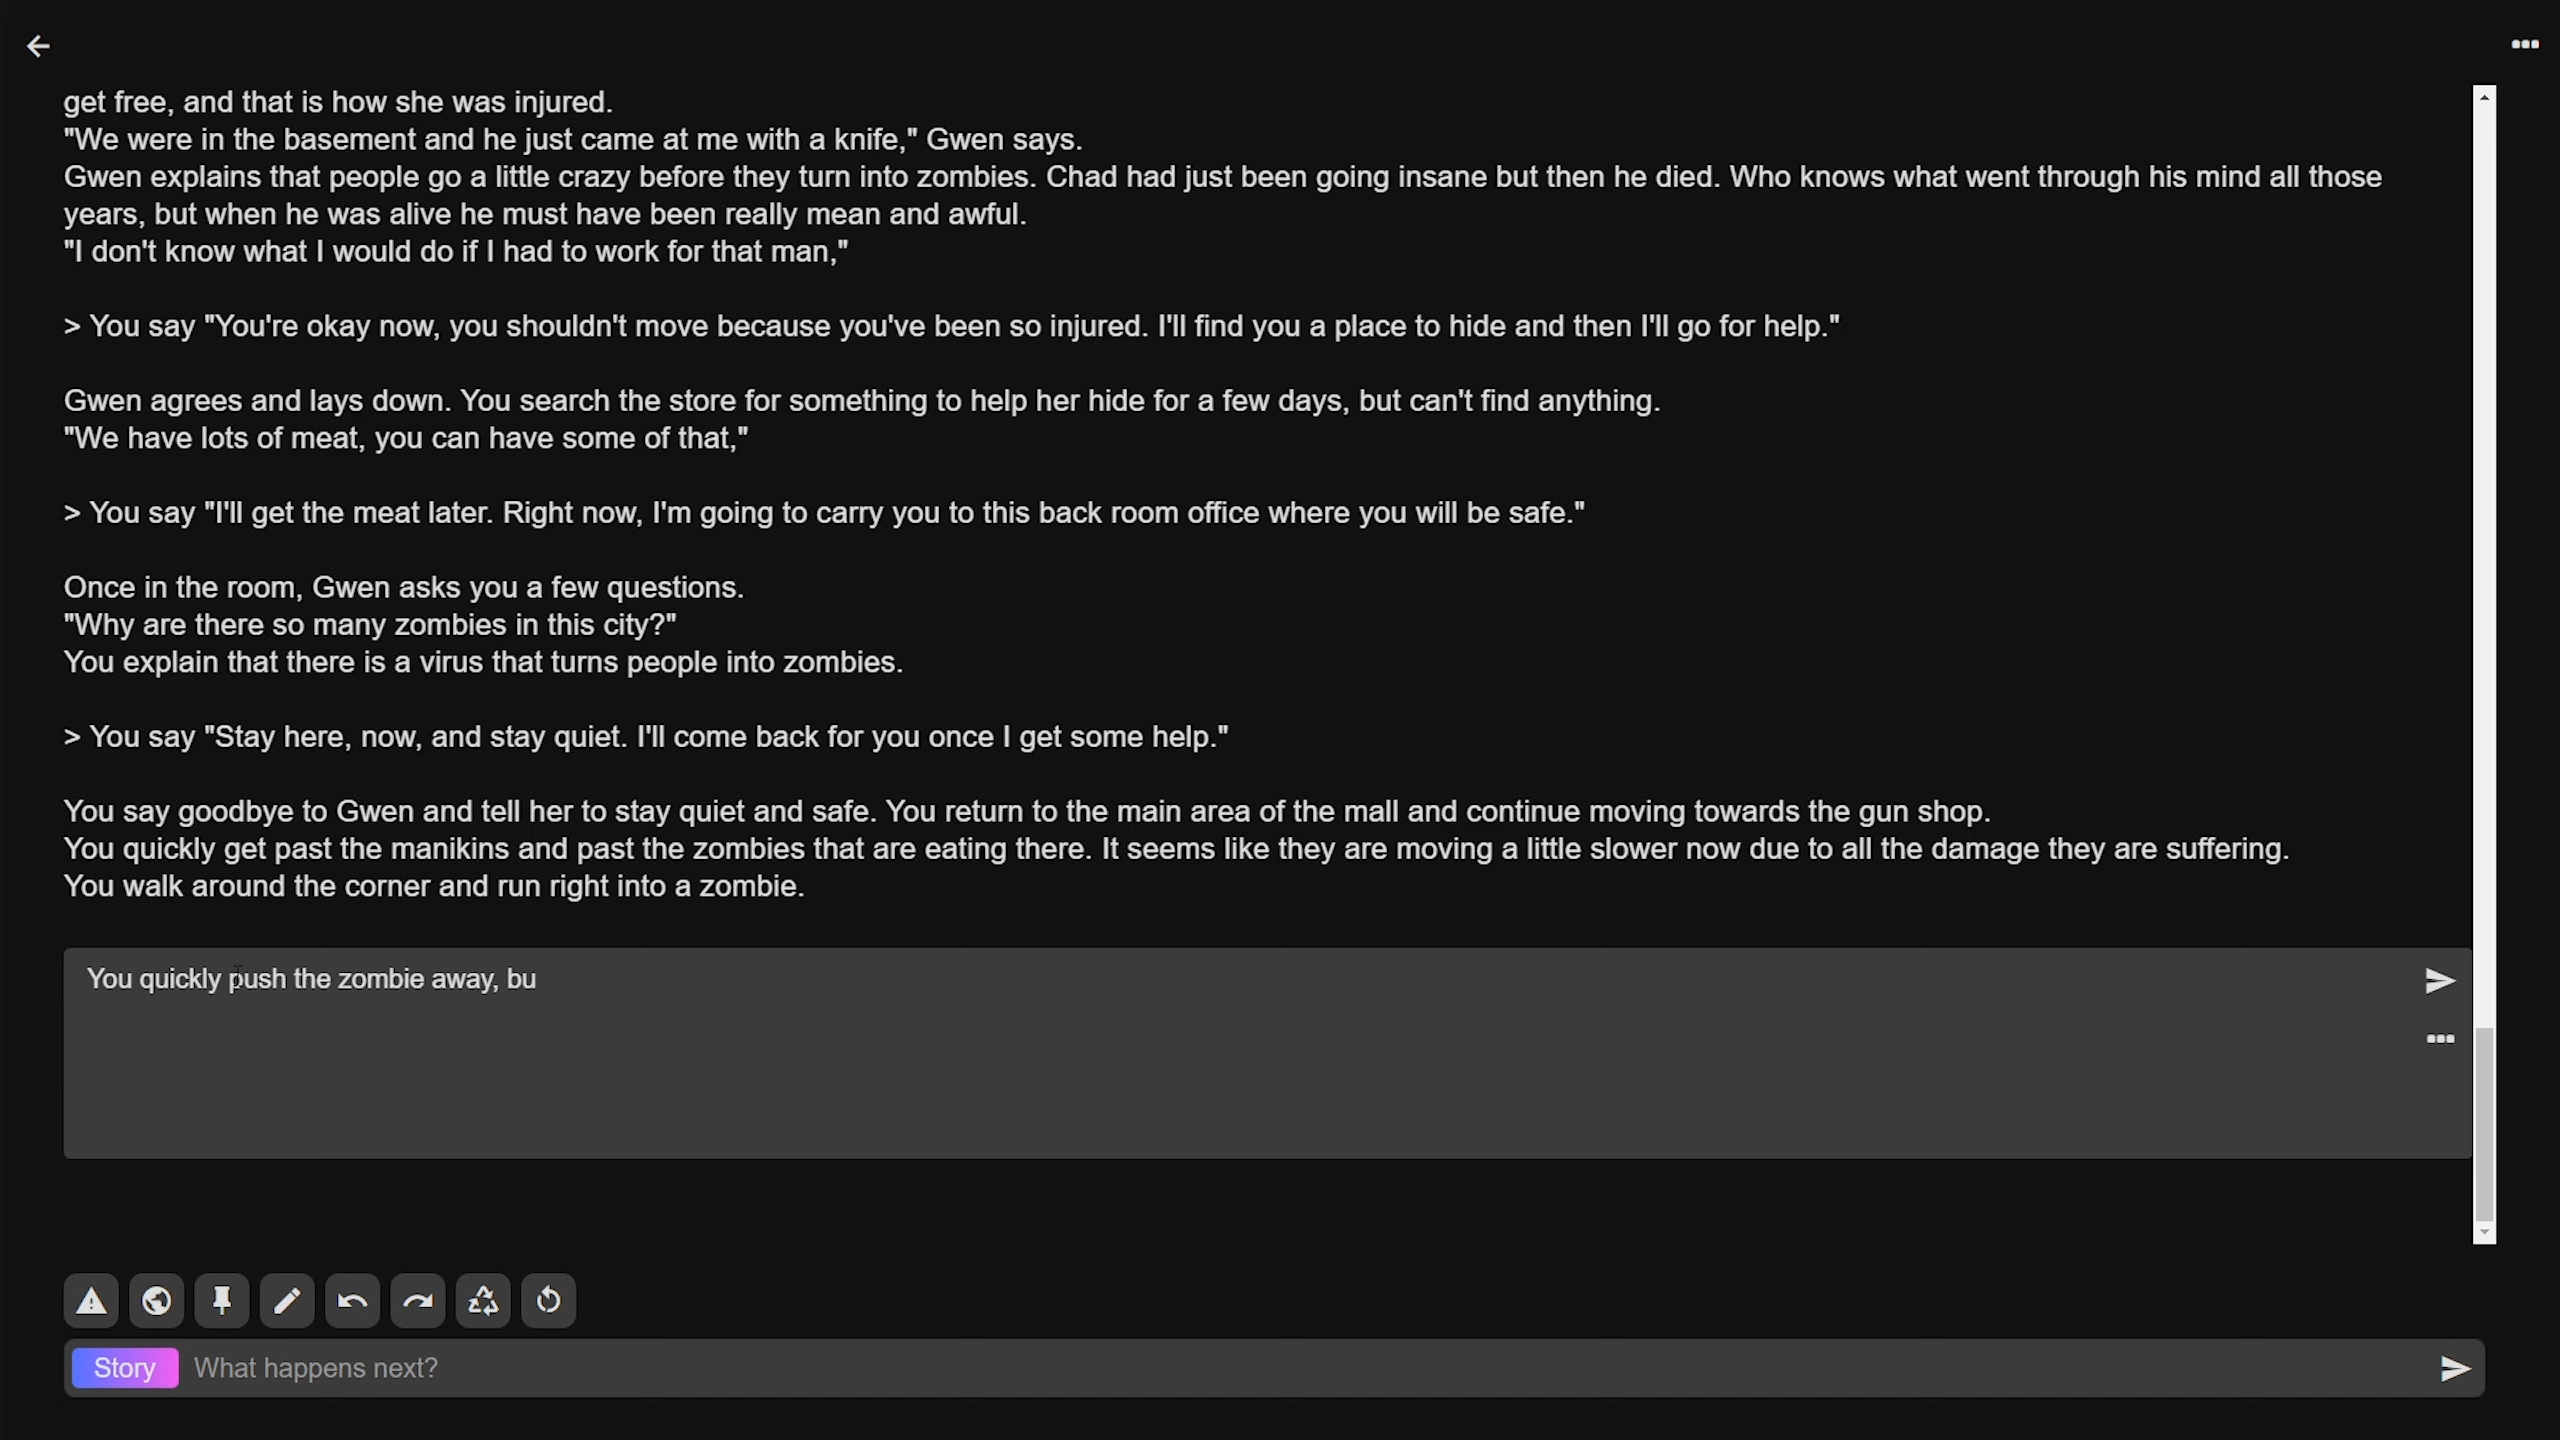 get free, and that is how she was injured.
"We were in the basement and he just came at me with a knife," Gwen says.
Gwen explains that people go a little crazy before they turn into zombies. Chad had just been going insane but then he died. Who knows what went through his mind all those
years, but when he was alive he must have been really mean and awful.
"I don't know what I would do if I had to work for that man,"
> You say "You're okay now, you shouldn't move because you've been so injured. I'll find you a place to hide and then I'll go for help."
Gwen agrees and lays down. You search the store for something to help her hide for a few days, but can't find anything.
"We have lots of meat, you can have some of that,"
> You say "I'll get the meat later. Right now, I'm going to carry you to this back room office where you will be safe."
Once in the room, Gwen asks you a few questions.
"Why are there so many zombies in this city?"
You explain that there is a virus that turns people into zombies.
> You say "Stay here, now, and stay quiet. I'll come back for you once I get some help."
You say goodbye to Gwen and tell her to stay quiet and safe. You return to the main area of the mall and continue moving towards the gun shop.
You quickly get past the manikins and past the zombies that are eating there. It seems like they are moving a little slower now due to all the damage they are suffering.
You walk around the corner and run right into a zombie.
You quickly push the zombie away, bu
Story What happens next?